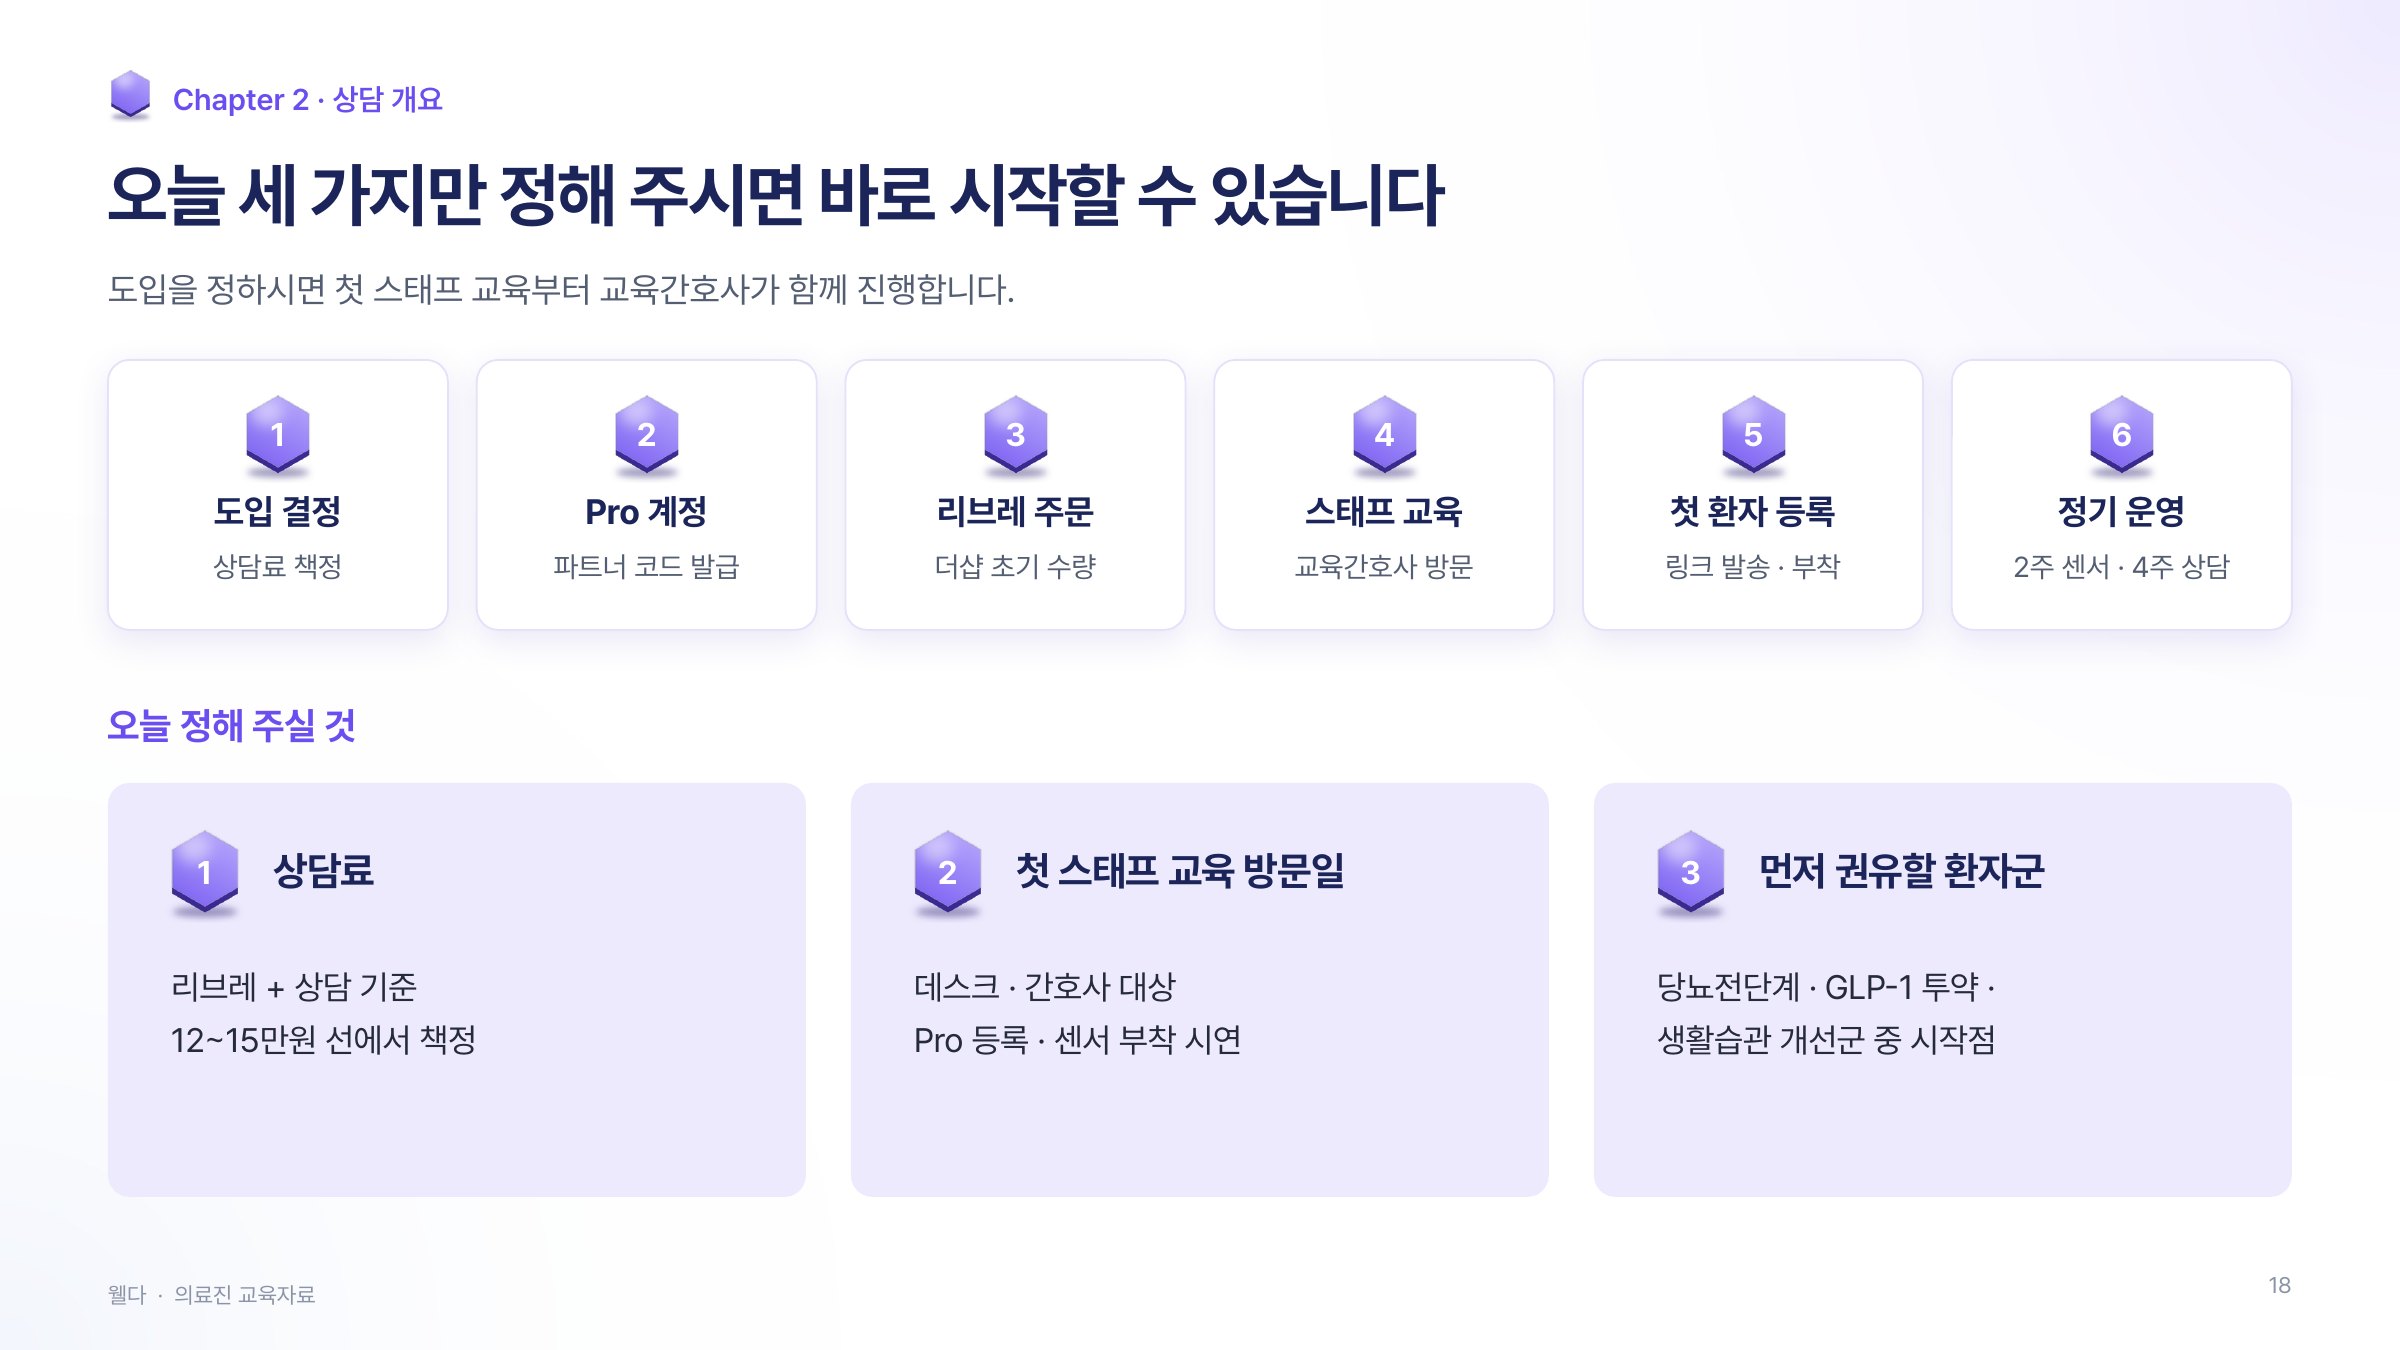 Chapter 2 · 상담 개요
오늘 세 가지만 정해 주시면 바로 시작할 수 있습니다
도입을 정하시면 첫 스태프 교육부터 교육간호사가 함께 진행합니다.
1
도입 결정
상담료 책정
2
Pro 계정
파트너 코드 발급
3
리브레 주문
더샵 초기 수량
4
스태프 교육
교육간호사 방문
5
첫 환자 등록
링크 발송 · 부착
6
정기 운영
2주 센서 · 4주 상담
오늘 정해 주실 것
1 상담료
리브레 + 상담 기준
12~15만원 선에서 책정
2 첫 스태프 교육 방문일
데스크 · 간호사 대상
Pro 등록 · 센서 부착 시연
3 먼저 권유할 환자군
당뇨전단계 · GLP-1 투약 ·
생활습관 개선군 중 시작점
웰다 · 의료진 교육자료
18